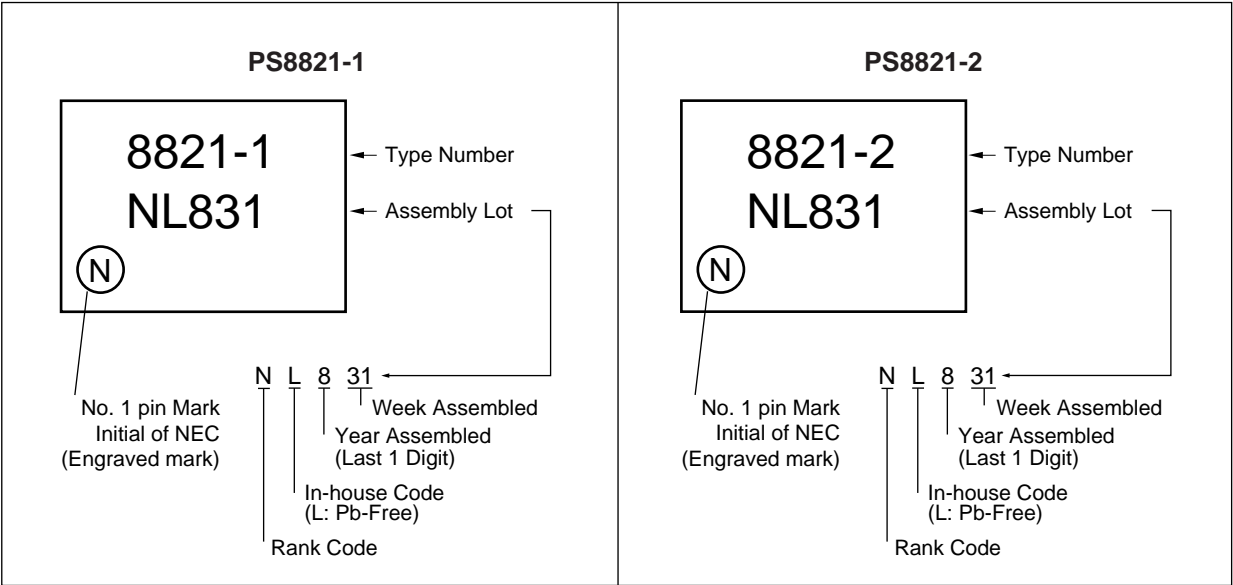 PS8821-1
8821-1
Type Number
NL831
Assembly Lot
N
N L 8 31
No. 1 pin Mark
Initial of NEC
(Engraved mark)
Week Assembled
Year Assembled
(Last 1 Digit)
In-house Code
(L: Pb-Free)
Rank Code
PS8821-2
8821-2
Type Number
NL831
Assembly Lot
N
N L 8 31
No. 1 pin Mark
Initial of NEC
(Engraved mark)
Week Assembled
Year Assembled
(Last 1 Digit)
In-house Code
(L: Pb-Free)
Rank Code